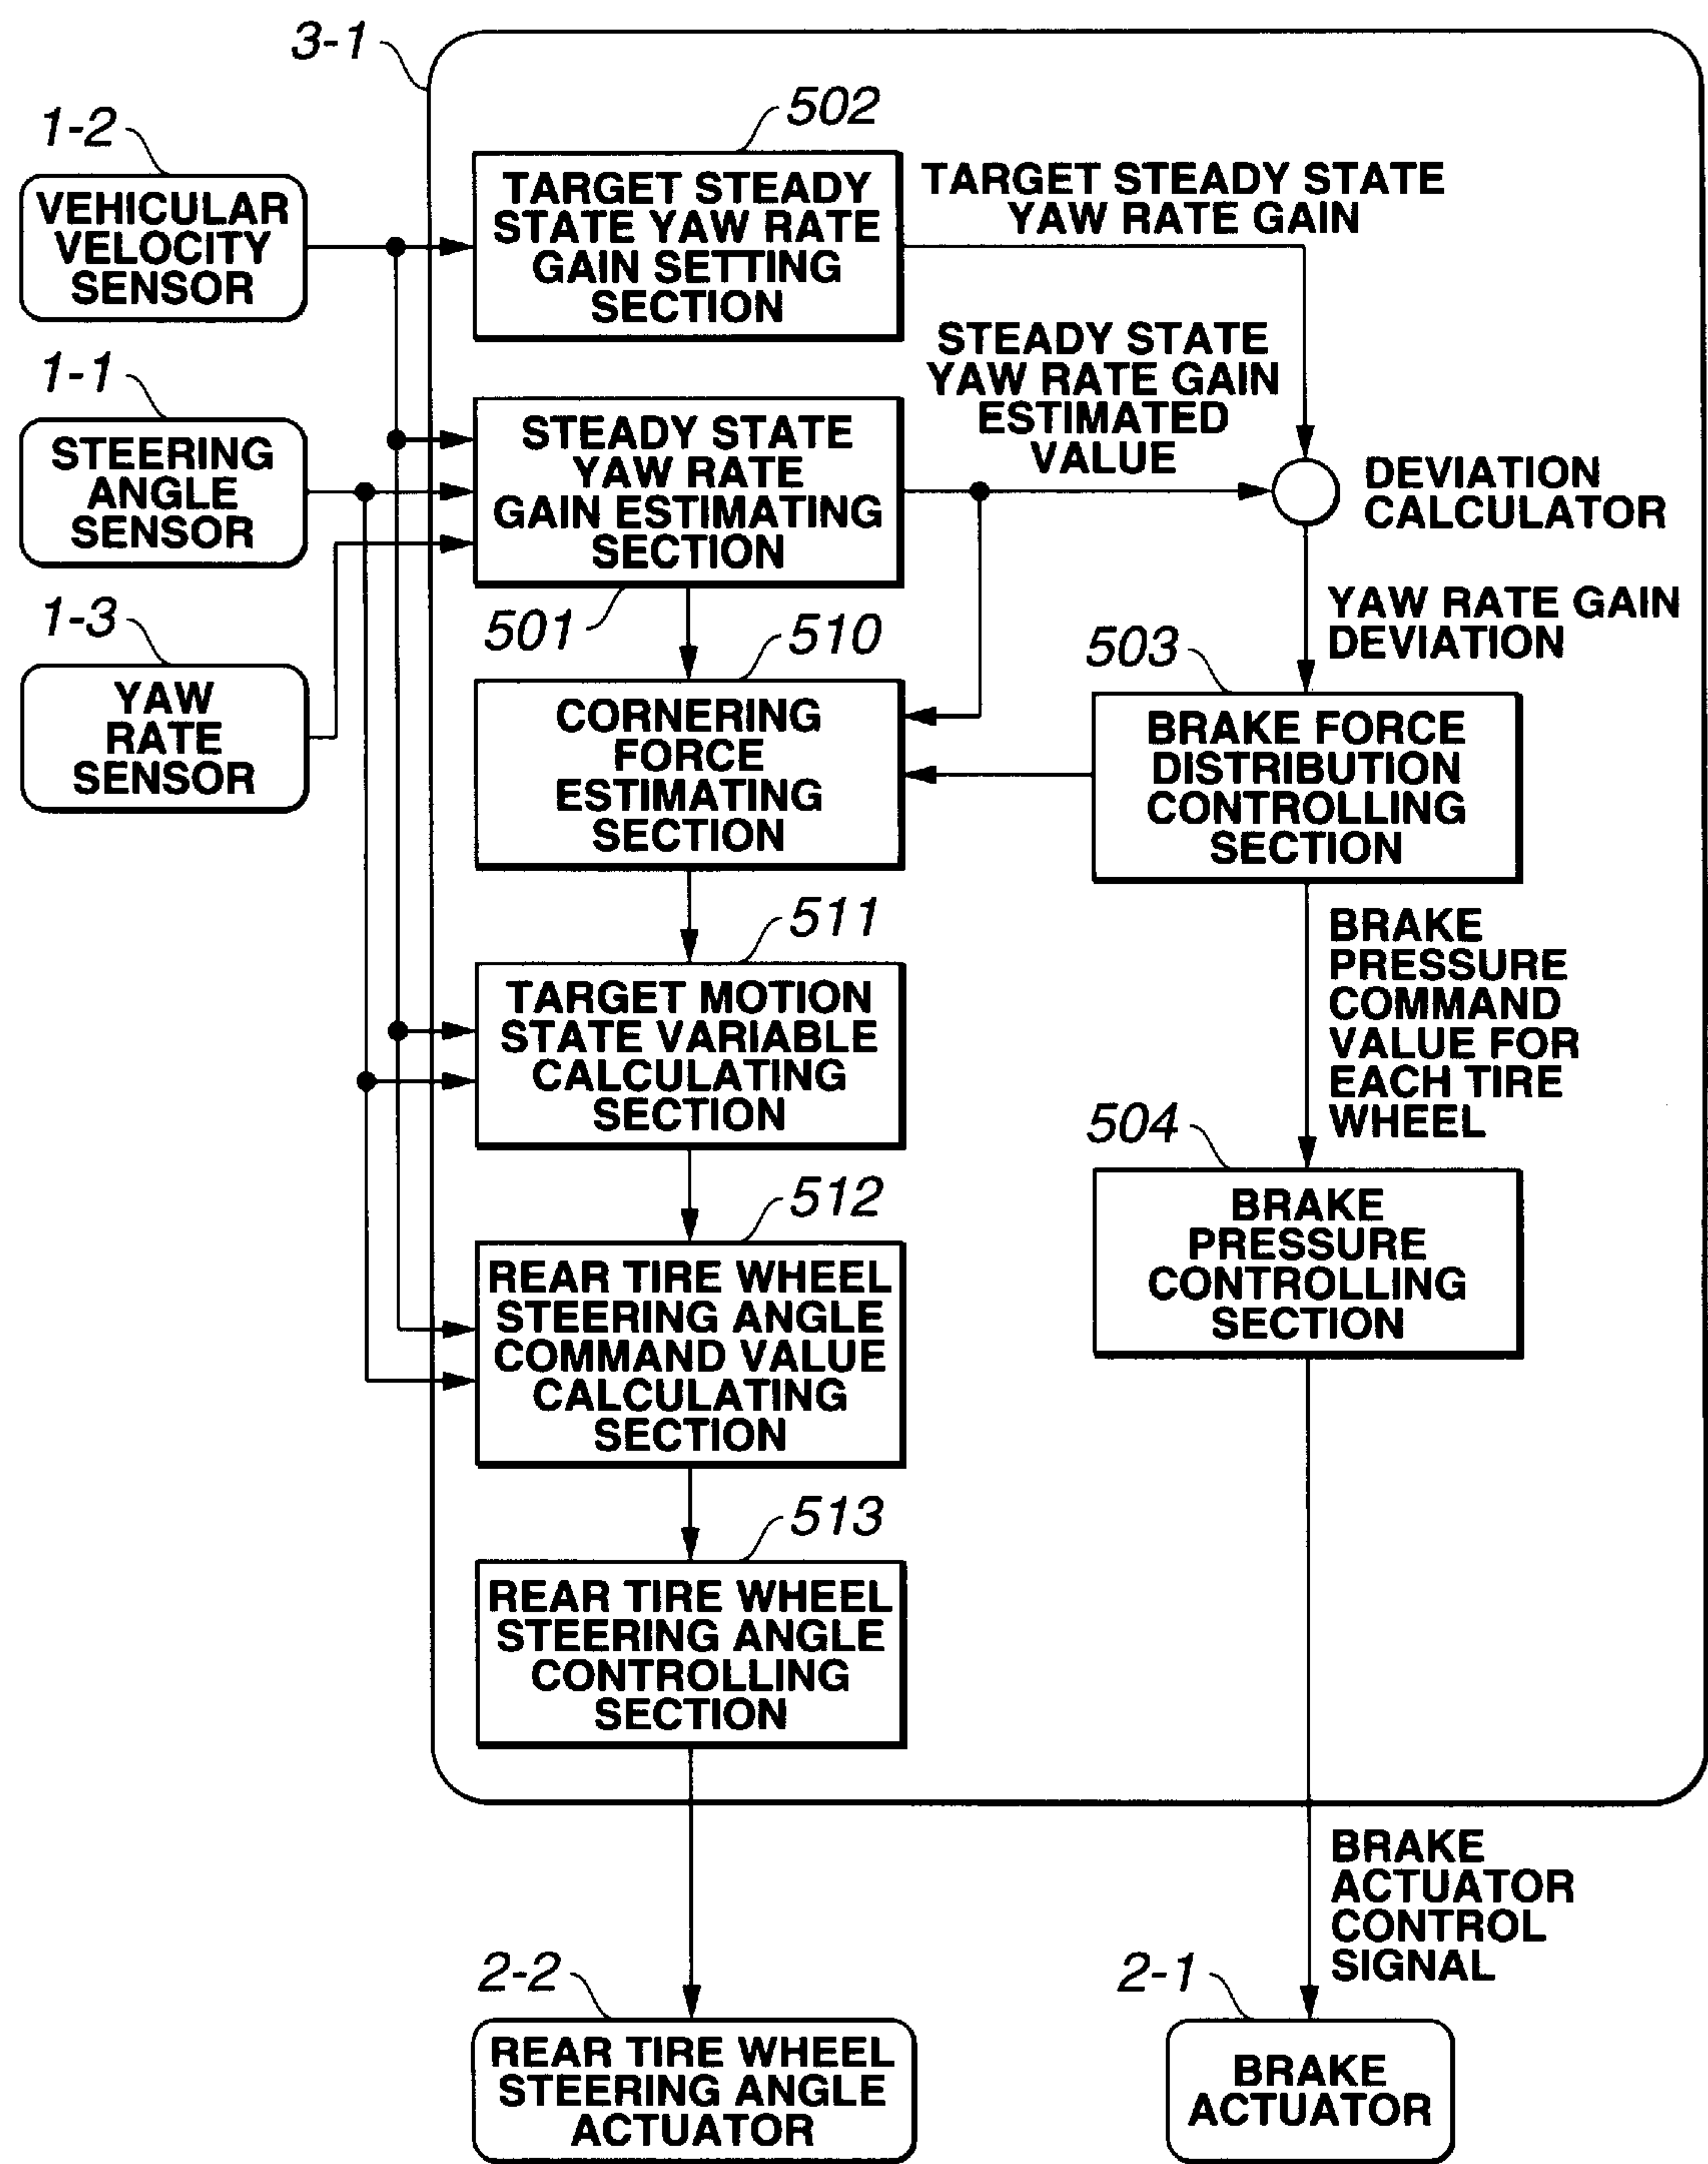 3-1
1-2
VEHICULAR
VELOCITY
SENSOR
1-1
STEERING
ANGLE
SENSOR
1-3
YAW
RATE
SENSOR
502
TARGET STEADY
STATE YAW RATE
GAIN SETTING
SECTION
TARGET STEADY STATE
YAW RATE GAIN
STEADY STATE
YAW RATE GAIN
ESTIMATED
VALUE
STEADY STATE
YAW RATE
GAIN ESTIMATING
SECTION
501
DEVIATION
CALCULATOR
YAW RATE GAIN
DEVIATION
510
CORNERING
FORCE
ESTIMATING
SECTION
503
BRAKE FORCE
DISTRIBUTION
CONTROLLING
SECTION
511
TARGET MOTION
STATE VARIABLE
CALCULATING
SECTION
BRAKE
PRESSURE
COMMAND
VALUE FOR
EACH TIRE
WHEEL
504
BRAKE
PRESSURE
CONTROLLING
SECTION
512
REAR TIRE WHEEL
STEERING ANGLE
COMMAND VALUE
CALCULATING
SECTION
513
REAR TIRE WHEEL
STEERING ANGLE
CONTROLLING
SECTION
BRAKE
ACTUATOR
CONTROL
SIGNAL
2-2
REAR TIRE WHEEL
STEERING ANGLE
ACTUATOR
2-1
BRAKE
ACTUATOR